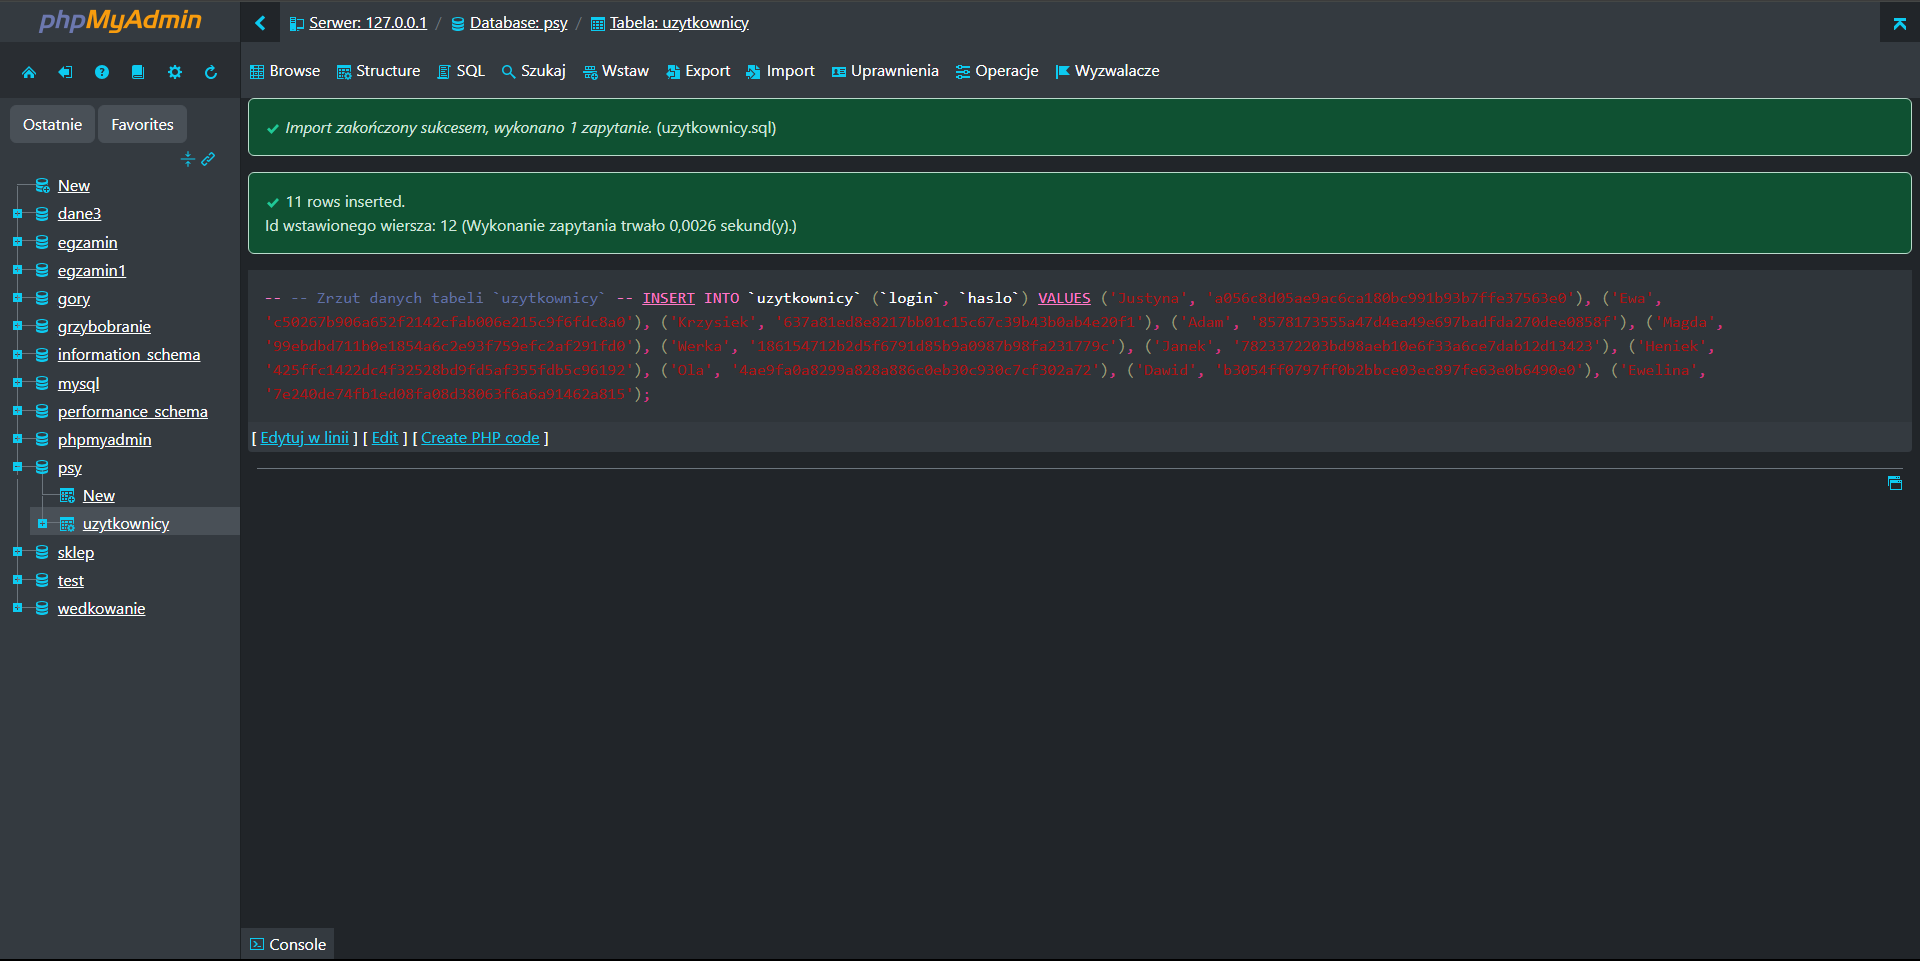 phpMyAdmin
Serwer: 127.0.0.1 / Database: psy / Tabela: uzytkownicy
Browse Structure SQL Szukaj Wstaw Export Import Uprawnienia Operacje Wyzwalacze
Ostatnie Favorites
New
dane3
egzamin
egzamin1
gory
grzybobranie
information_schema
mysql
performance_schema
phpmyadmin
psy
New
uzytkownicy
sklep
test
wedkowanie
Import zakończony sukcesem, wykonano 1 zapytanie. (uzytkownicy.sql)
11 rows inserted.
Id wstawionego wiersza: 12 (Wykonanie zapytania trwało 0,0026 sekund(y).)
-- -- Zrzut danych tabeli `uzytkownicy` -- INSERT INTO `uzytkownicy` (`login`, `haslo`) VALUES ('Justyna', 'a056c8d05ae9ac6ca180bc991b93b7ffe37563e0'), ('Ewa',
'c50267b906a652f2142cfab006e215c9f6fdc8a0'), ('Krzysiek', '637a81ed8e8217bb01c15c67c39b43b0ab4e20f1'), ('Adam', '8578173555a47d4ea49e697badfda270dee0858f'), ('Magda',
'99ebdbd711b0e1854a6c2e93f759efc2af291fd0'), ('Werka', '186154712b2d5f6791d85b9a0987b98fa231779c'), ('Janek', '7823372203bd98aeb10e6f33a6ce7dab12d13423'), ('Heniek',
'425ffc1422dc4f32528bd9fd5af355fdb5c96192'), ('Ola', '4ae9fa0a8299a828a886c0eb30c930c7cf302a72'), ('Dawid', 'b3054ff0797ff0b2bbce03ec897fe63e0b6490e0'), ('Ewelina',
'7e240de74fb1ed08fa08d38063f6a6a91462a815');
[ Edytuj w linii ] [ Edit ] [ Create PHP code ]
Console